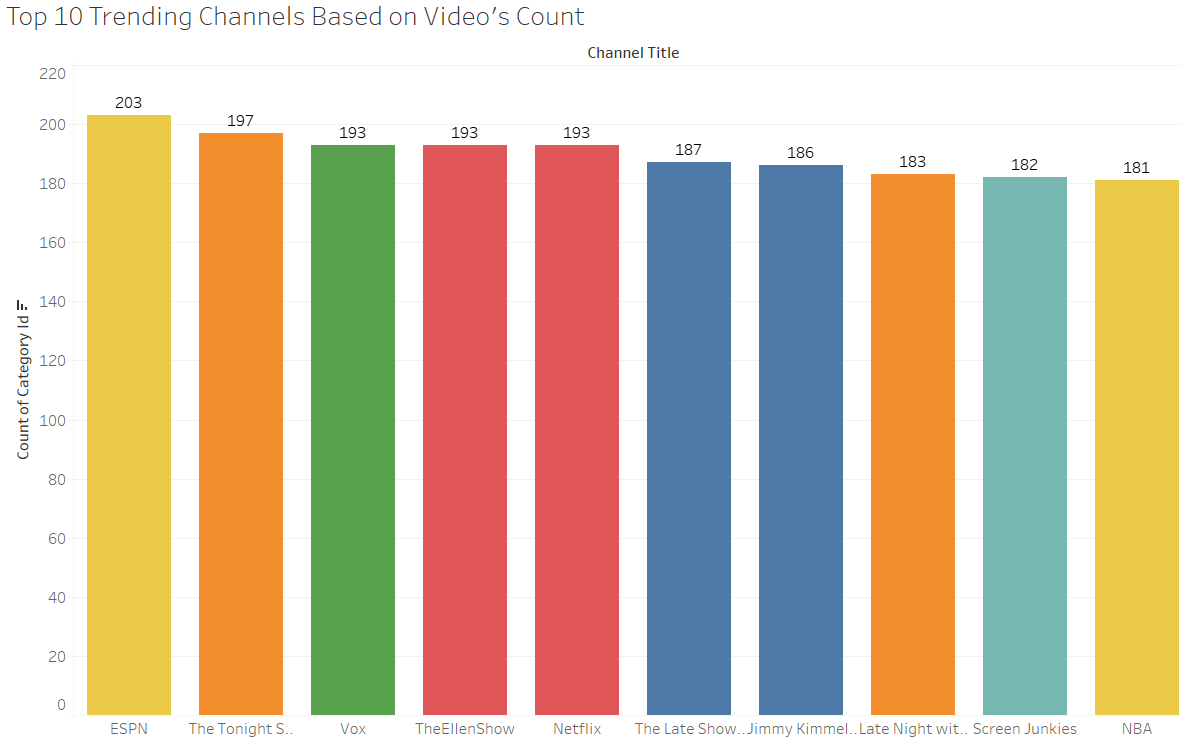 Top 10 Trending Channels Based on Video’s Count
Channel Title
Count of Category Id
220
200
180
160
140
120
100
80
60
40
20
0
203
197
193
193
193
187
186
183
182
181
ESPN
The Tonight S..
Vox
TheEllenShow
Netflix
The Late Show..
Jimmy Kimmel..
Late Night wit..
Screen Junkies
NBA